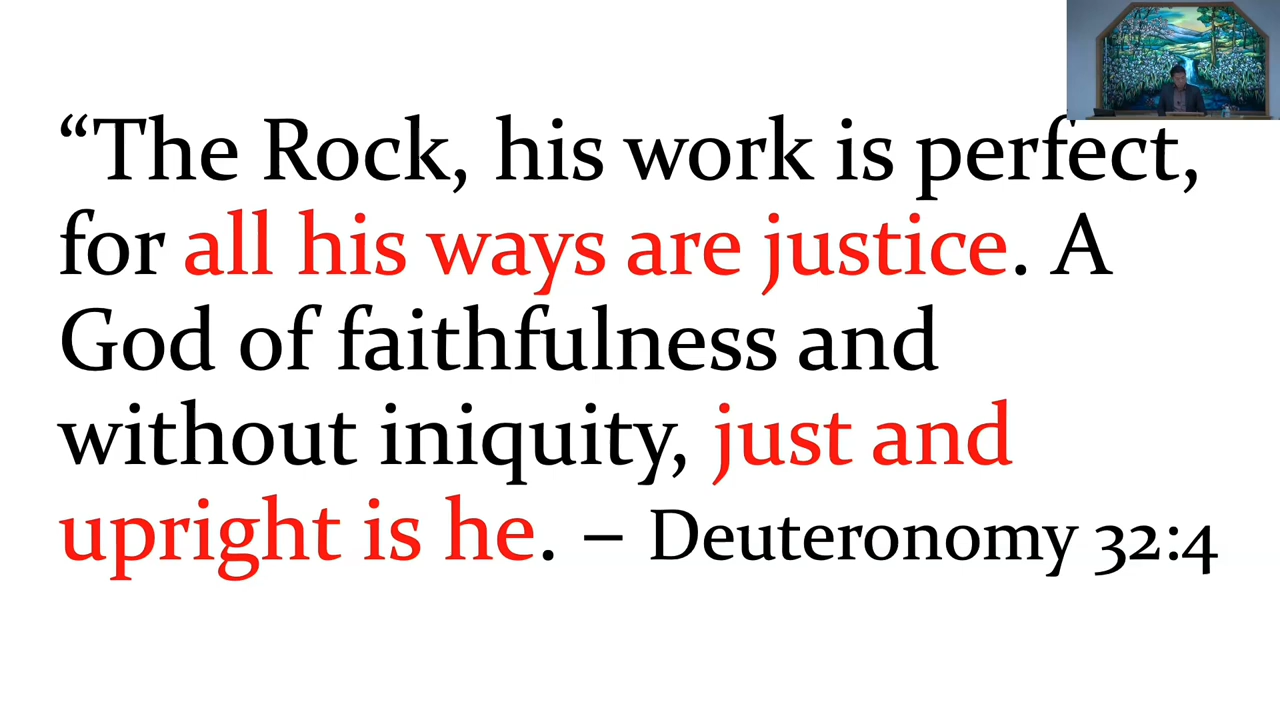 “The Rock, his work is perfect,
for all his ways are justice. A
God of faithfulness and
without iniquity, just and
upright is he. – Deuteronomy 32:4